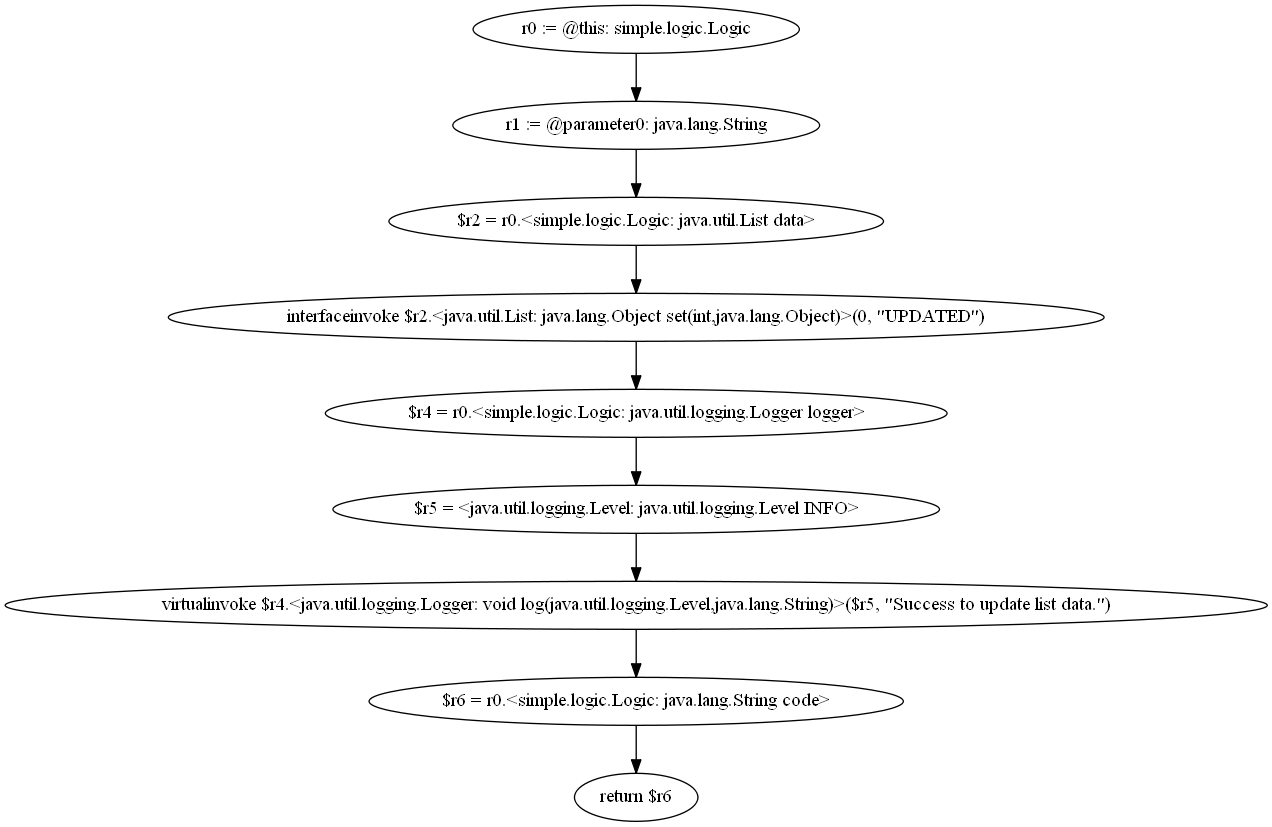 r0 := @this: simple.logic.Logic
r1 := @parameter0: java.lang.String
$r2 = r0.<simple.logic.Logic: java.util.List data>
interfaceinvoke $r2.<java.util.List: java.lang.Object set(int,java.lang.Object)>(0, "UPDATED")
$r4 = r0.<simple.logic.Logic: java.util.logging.Logger logger>
$r5 = <java.util.logging.Level: java.util.logging.Level INFO>
virtualinvoke $r4.<java.util.logging.Logger: void log(java.util.logging.Level,java.lang.String)>($r5, "Success to update list data.")
$r6 = r0.<simple.logic.Logic: java.lang.String code>
return $r6